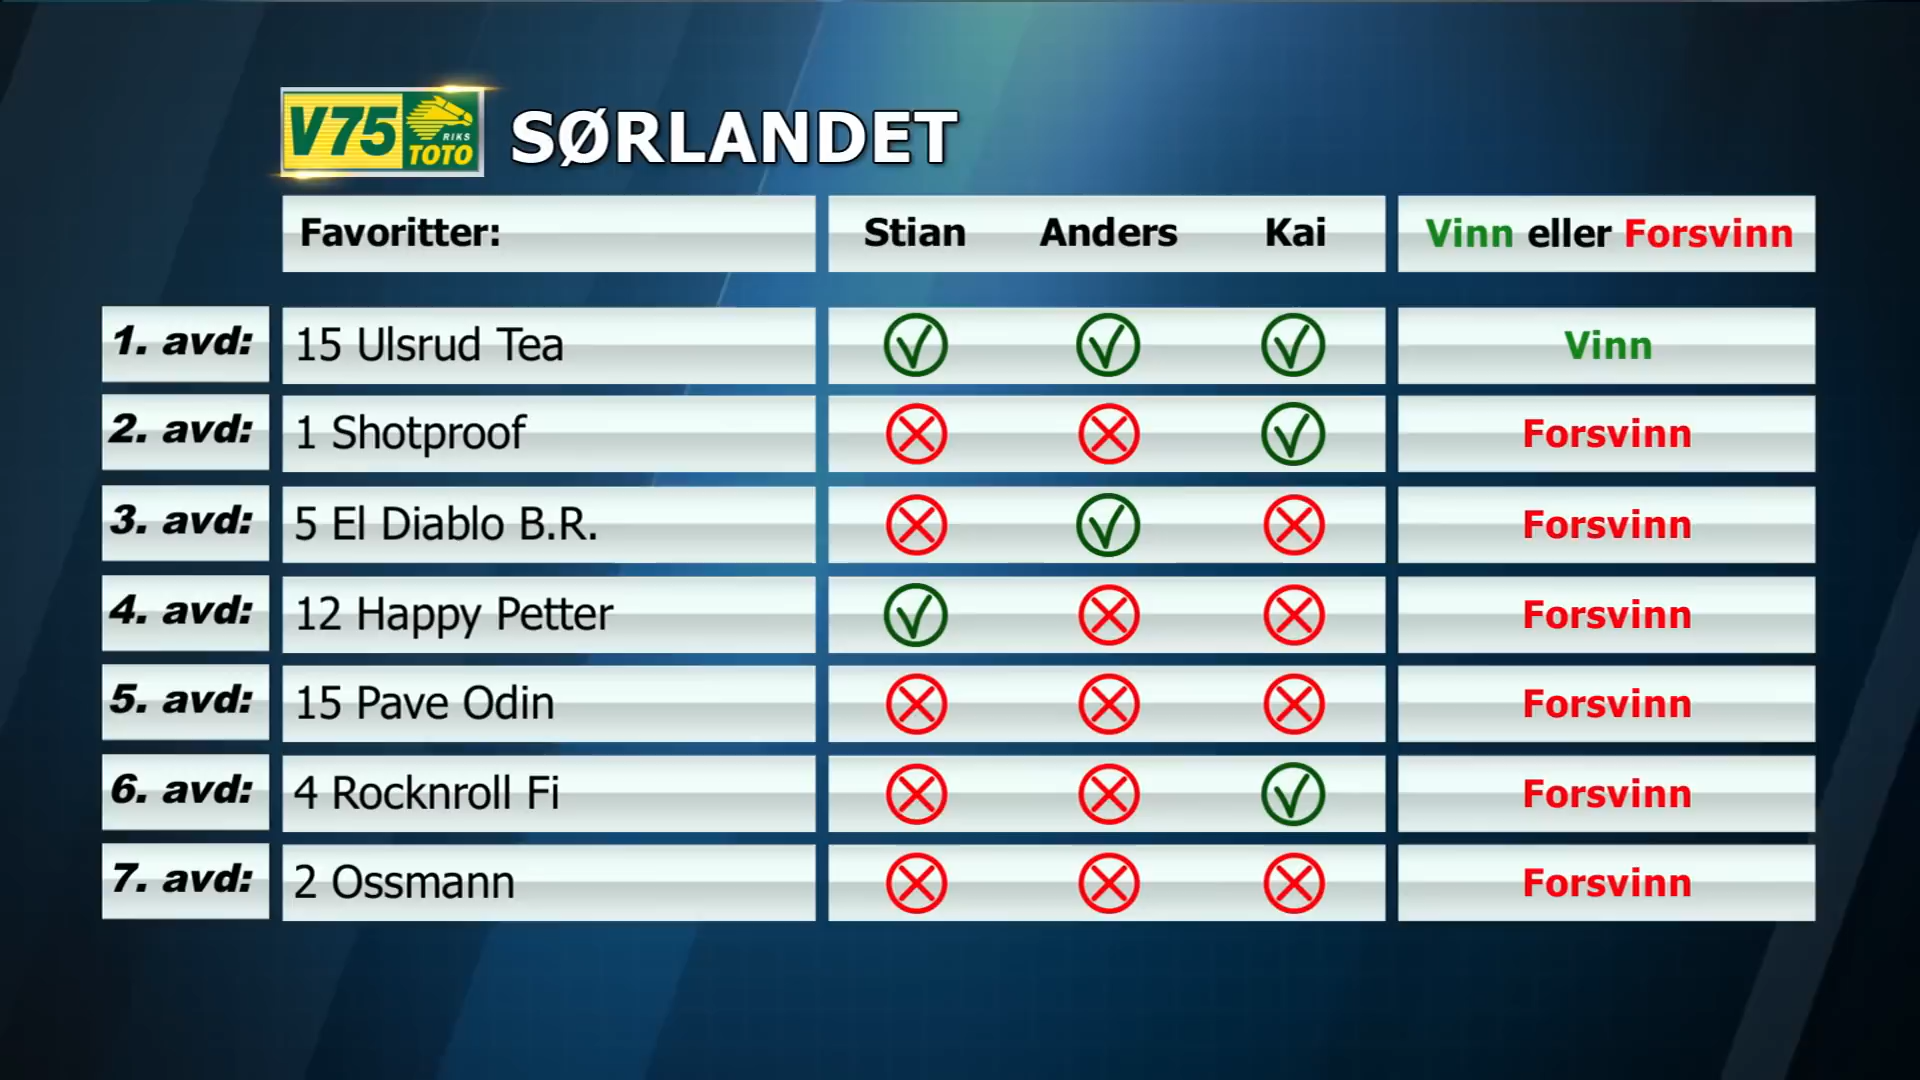 V75 RIKS TOTO SØRLANDET
Favoritter: Stian Anders Kai Vinn eller Forsvinn
1. avd: 15 Ulsrud Tea Vinn
2. avd: 1 Shotproof Forsvinn
3. avd: 5 El Diablo B.R. Forsvinn
4. avd: 12 Happy Petter Forsvinn
5. avd: 15 Pave Odin Forsvinn
6. avd: 4 Rocknroll Fi Forsvinn
7. avd: 2 Ossmann Forsvinn